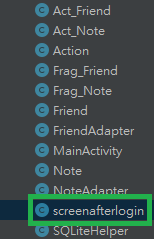 Act_Friend
Act_Note
Action
Frag_Friend
Frag_Note
Friend
FriendAdapter
MainActivity
Note
NoteAdapter
screenafterlogin
SQLiteHelper